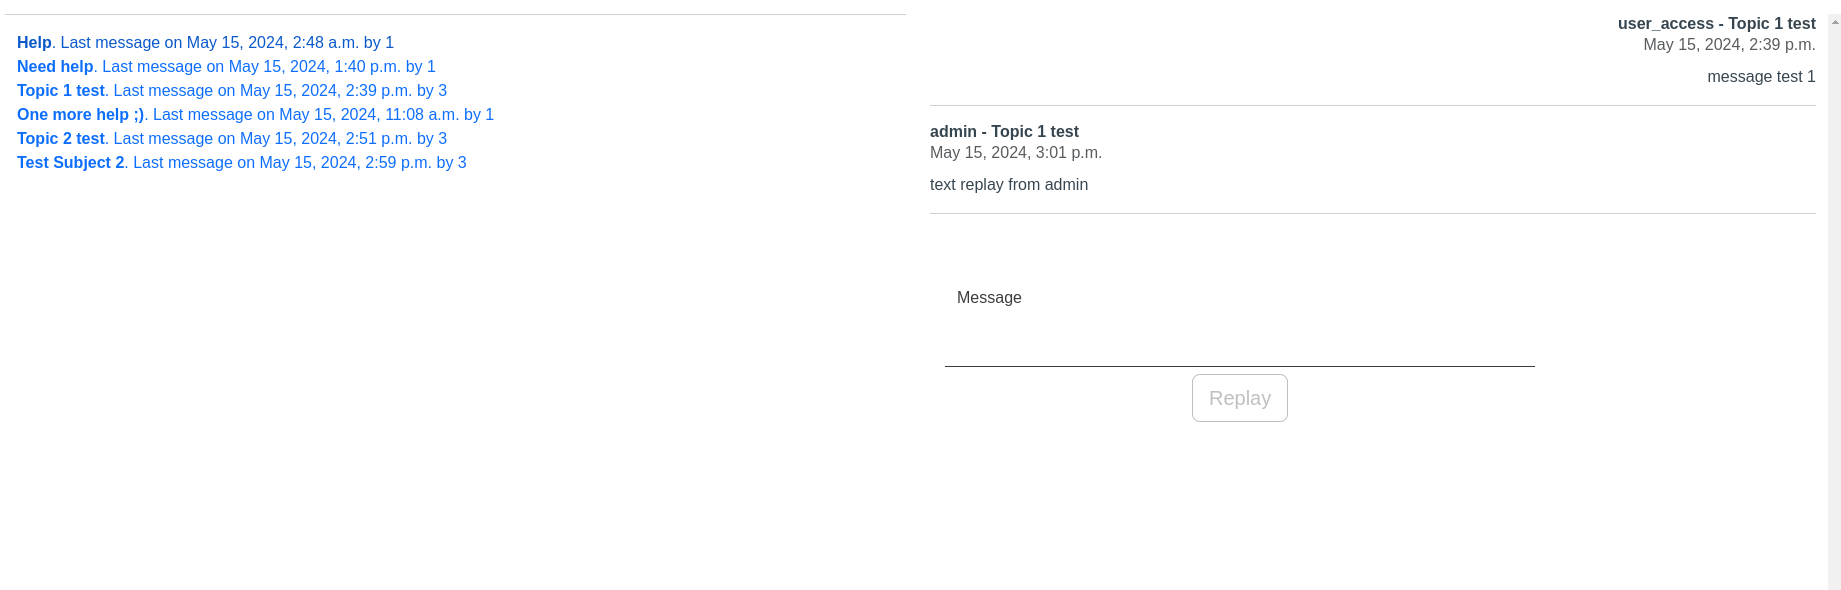 Help. Last message on May 15, 2024, 2:48 a.m. by 1
Need help. Last message on May 15, 2024, 1:40 p.m. by 1
Topic 1 test. Last message on May 15, 2024, 2:39 p.m. by 3
One more help ;). Last message on May 15, 2024, 11:08 a.m. by 1
Topic 2 test. Last message on May 15, 2024, 2:51 p.m. by 3
Test Subject 2. Last message on May 15, 2024, 2:59 p.m. by 3
user_access - Topic 1 test
May 15, 2024, 2:39 p.m.
message test 1
admin - Topic 1 test
May 15, 2024, 3:01 p.m.
text replay from admin
Message
Replay